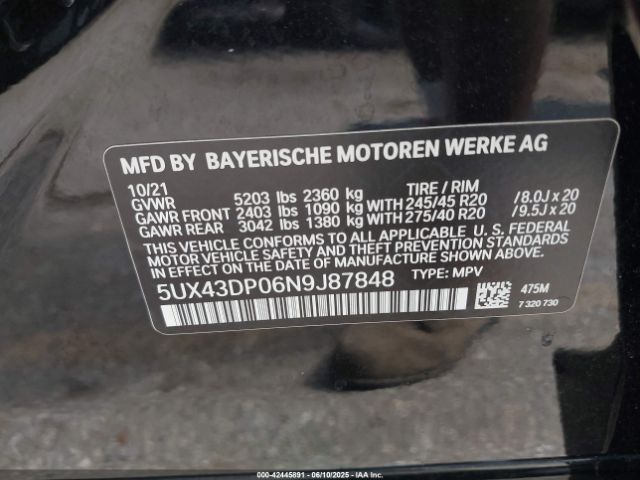 MFD BY BAYERISCHE MOTOREN WERKE AG
10/21 TIRE / RIM
GVWR 5203 lbs 2360 kg
GAWR FRONT 2403 lbs 1090 kg WITH 245/45 R20 /8.0J x 20
GAWR REAR 3042 lbs 1380 kg WITH 275/40 R20 /9.5J x 20
THIS VEHICLE CONFORMS TO ALL APPLICABLE U. S. FEDERAL
MOTOR VEHICLE SAFETY AND THEFT PREVENTION STANDARDS
IN EFFECT ON THE DATE OF MANUFACTURE SHOWN ABOVE.
5UX43DP06N9J87848 TYPE: MPV
475M
7 320 730
000-42445891 - 06/10/2025 - IAA Inc.